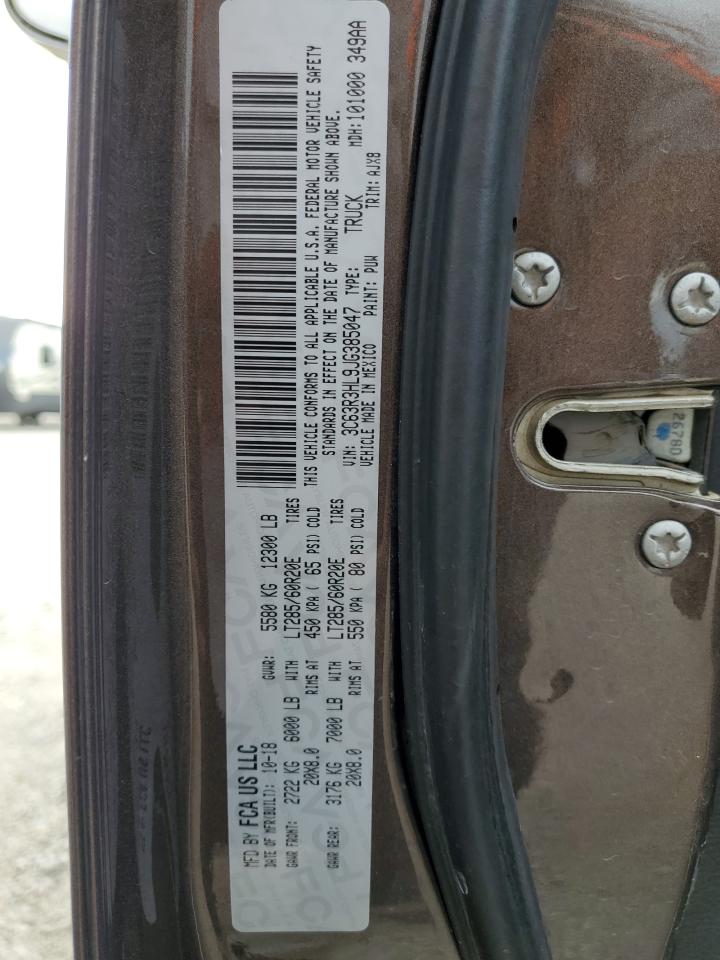 MFD BY FCA US LLC
DATE OF MFR(BUILT): 10-18 GVWR: 5580 KG 12300 LB
GAWR FRONT: 2722 KG 6000 LB WITH LT285/60R20E TIRES
20X8.0 RIMS AT 450 KPA ( 65 PSI) COLD
GAWR REAR: 3176 KG 7000 LB WITH LT285/60R20E TIRES
20X8.0 RIMS AT 550 KPA ( 80 PSI) COLD
THIS VEHICLE CONFORMS TO ALL APPLICABLE U.S.A. FEDERAL MOTOR VEHICLE SAFETY
STANDARDS IN EFFECT ON THE DATE OF MANUFACTURE SHOWN ABOVE.
VIN: 3C63R3HL9JG385047 TYPE: TRUCK MDH:101000 349AA
VEHICLE MADE IN MEXICO PAINT: PUW TRIM: AJX8
2678D